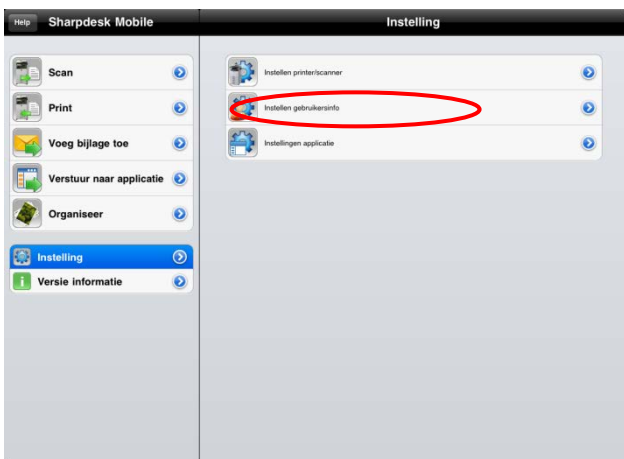 Help
Sharpdesk Mobile
Instelling
Scan
Print
Voeg bijlage toe
Verstuur naar applicatie
Organiseer
Instelling
Versie informatie
Instellen printer/scanner
Instellen gebruikersinfo
Instellingen applicatie